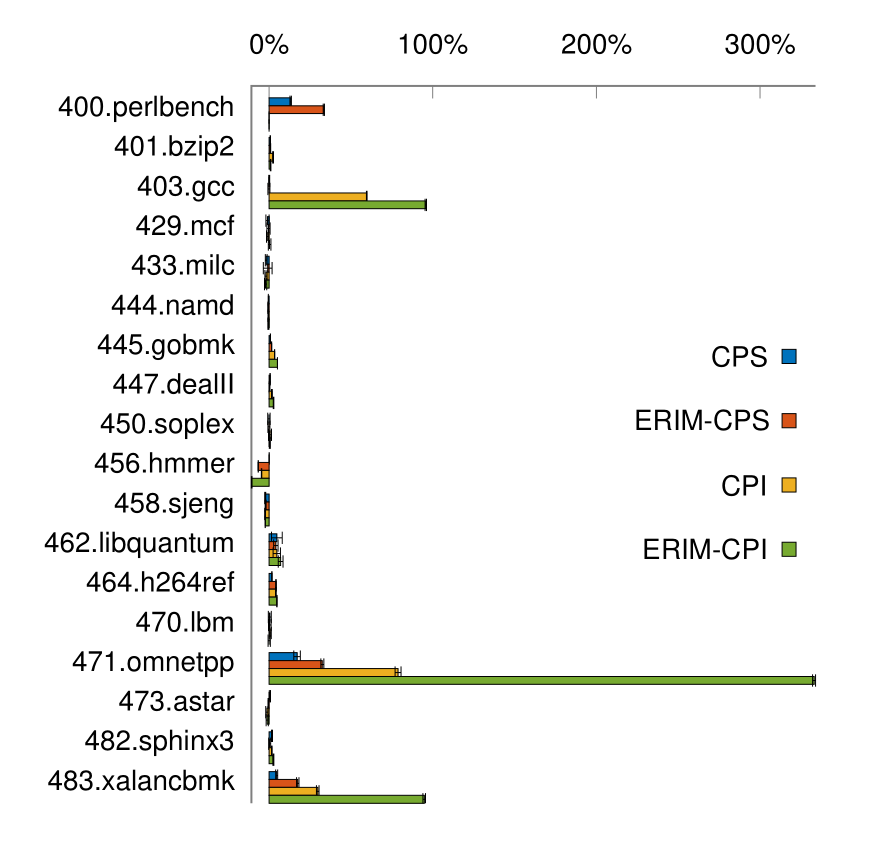 0% 100% 200% 300%
400.perlbench
401.bzip2
403.gcc
429.mcf
433.milc
444.namd
445.gobmk
447.dealII
450.soplex
456.hmmer
458.sjeng
462.libquantum
464.h264ref
470.lbm
471.omnetpp
473.astar
482.sphinx3
483.xalancbmk
CPS
ERIM-CPS
CPI
ERIM-CPI